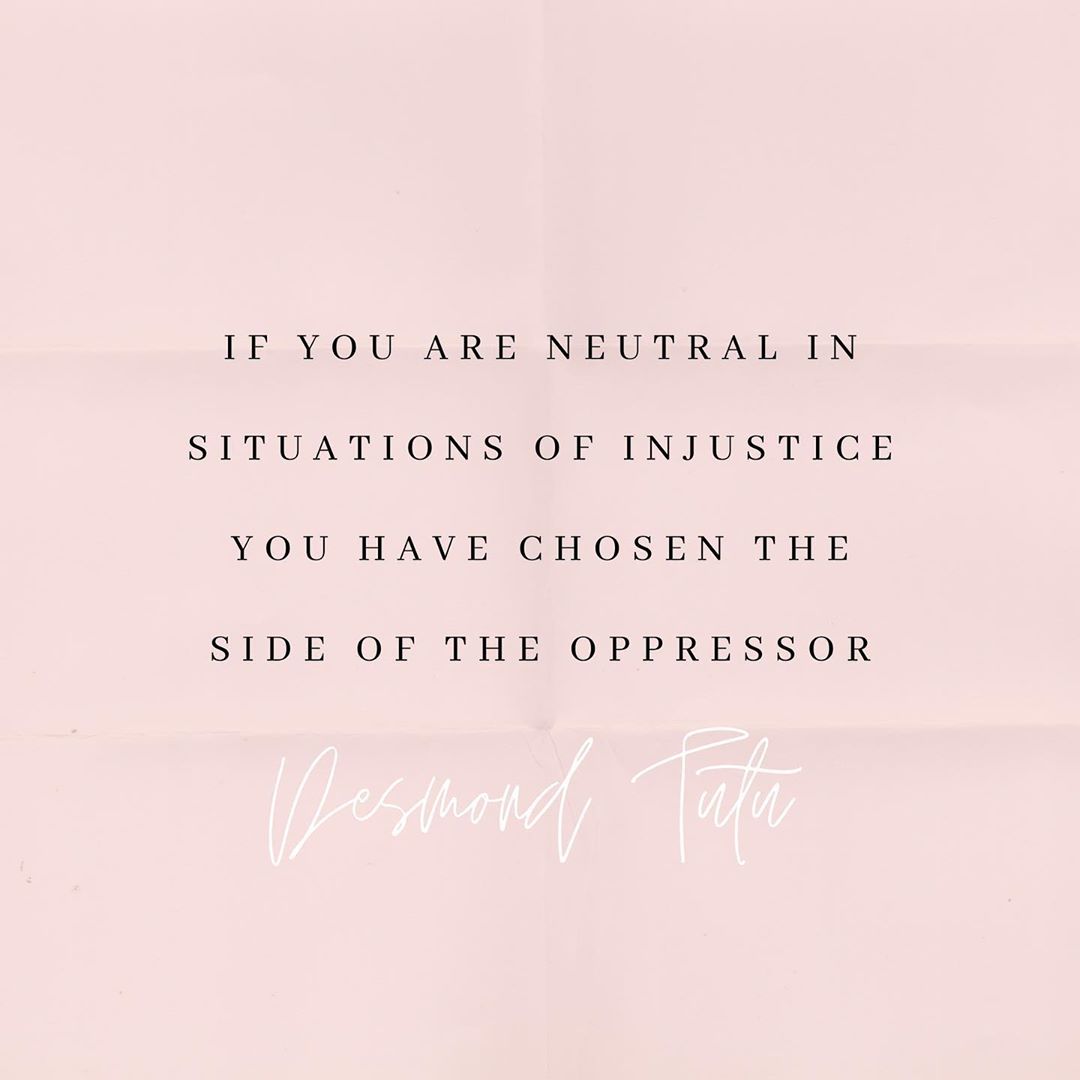 IF YOU ARE NEUTRAL IN
SITUATIONS OF INJUSTICE
YOU HAVE CHOSEN THE
SIDE OF THE OPPRESSOR
Desmond Tutu